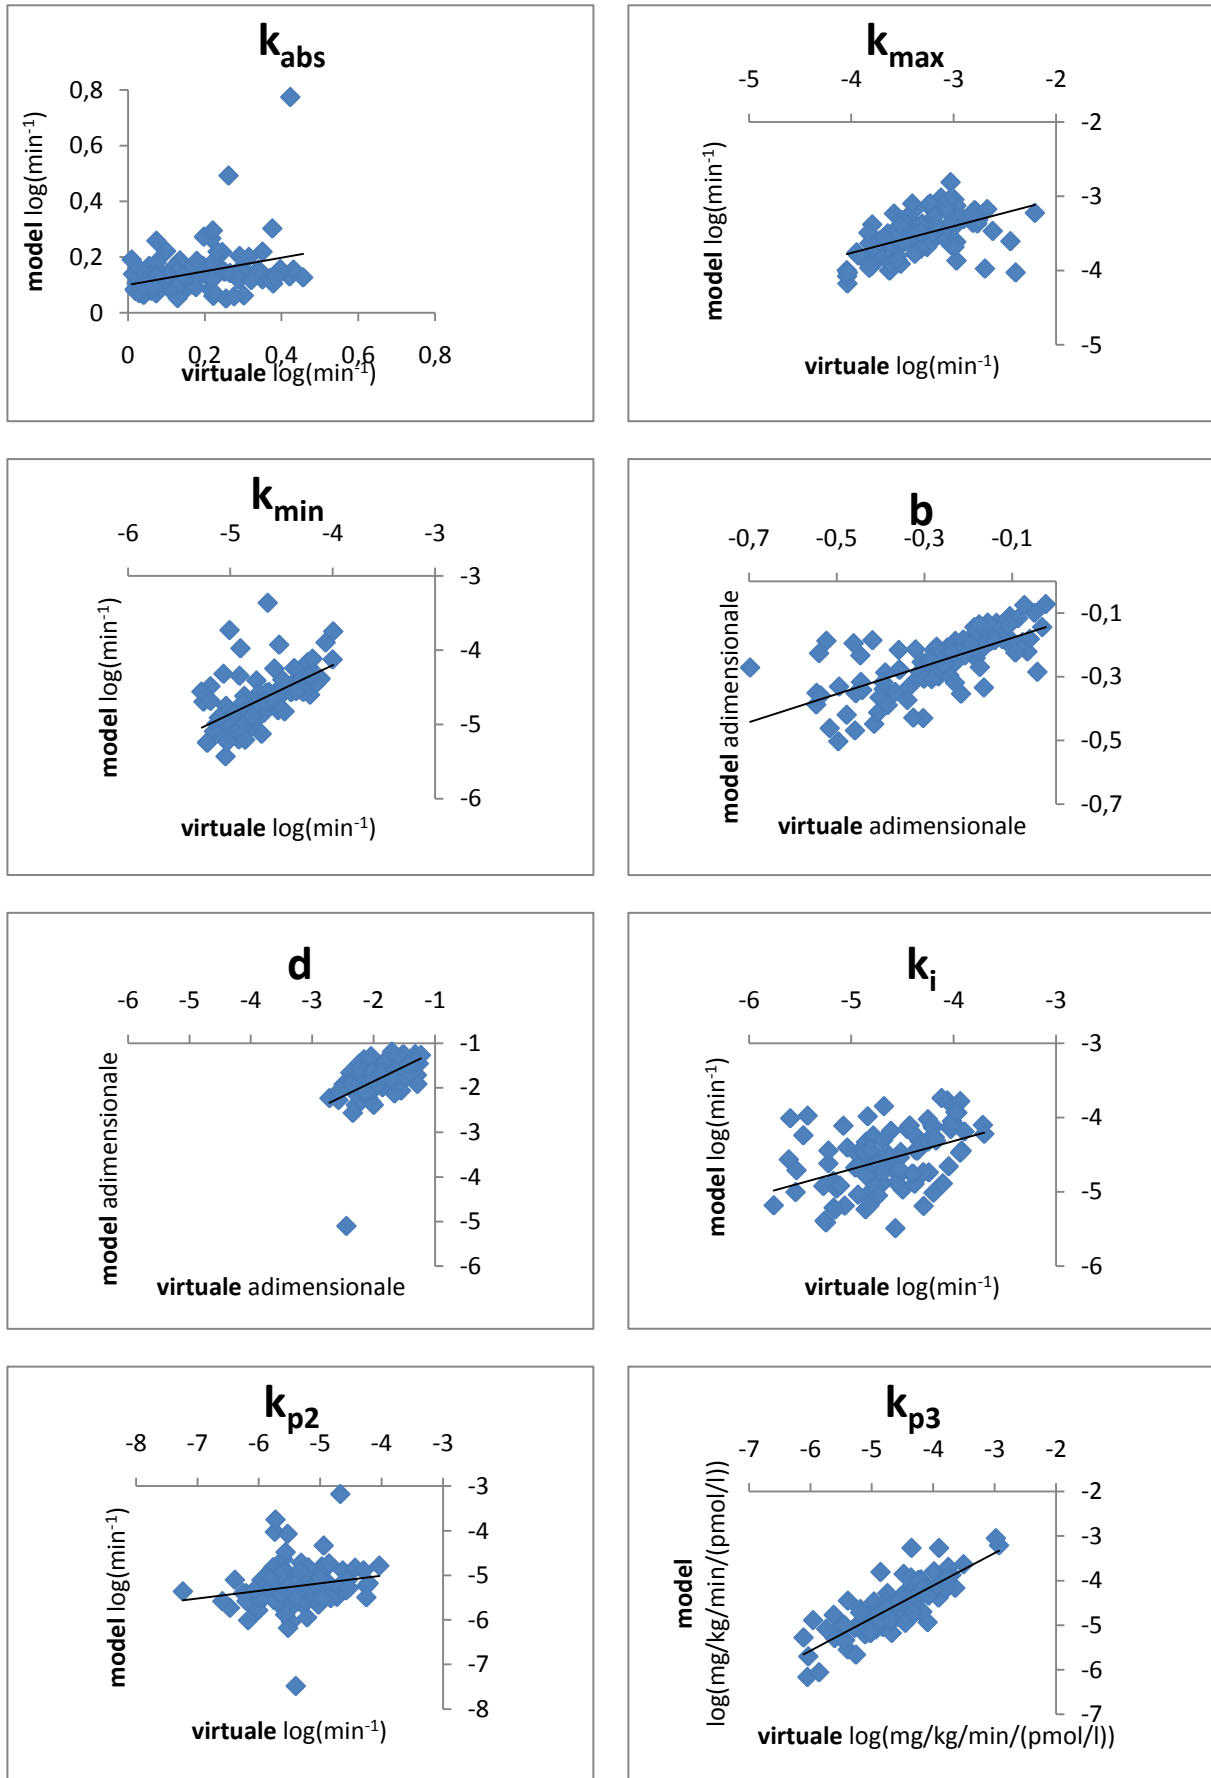 k_abs
0,8
0,6
0,4
0,2
0
0 0,2 0,4 0,6 0,8
model log(min⁻¹)
virtuale log(min⁻¹)
k_max
-5 -4 -3 -2
-2
-3
-4
-5
model log(min⁻¹)
virtuale log(min⁻¹)
k_min
-6 -5 -4 -3
-3
-4
-5
-6
model log(min⁻¹)
virtuale log(min⁻¹)
b
-0,7 -0,5 -0,3 -0,1
-0,1
-0,3
-0,5
-0,7
model adimensionale
virtuale adimensionale
d
-6 -5 -4 -3 -2 -1
-1
-2
-3
-4
-5
-6
model adimensionale
virtuale adimensionale
k_i
-6 -5 -4 -3
-3
-4
-5
-6
model log(min⁻¹)
virtuale log(min⁻¹)
k_p2
-8 -7 -6 -5 -4 -3
-3
-4
-5
-6
-7
-8
model log(min⁻¹)
virtuale log(min⁻¹)
k_p3
-7 -6 -5 -4 -3 -2
-2
-3
-4
-5
-6
-7
model
log(mg/kg/min/(pmol/l))
virtuale log(mg/kg/min/(pmol/l))